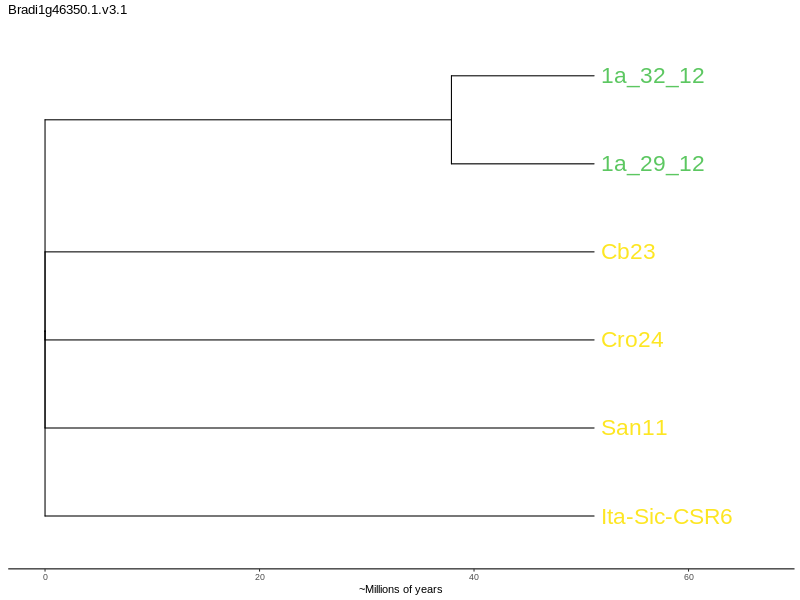 Bradi1g46350.1.v3.1
1a_32_12
1a_29_12
Cb23
Cro24
San11
Ita-Sic-CSR6
0 20 40 60
~Millions of years